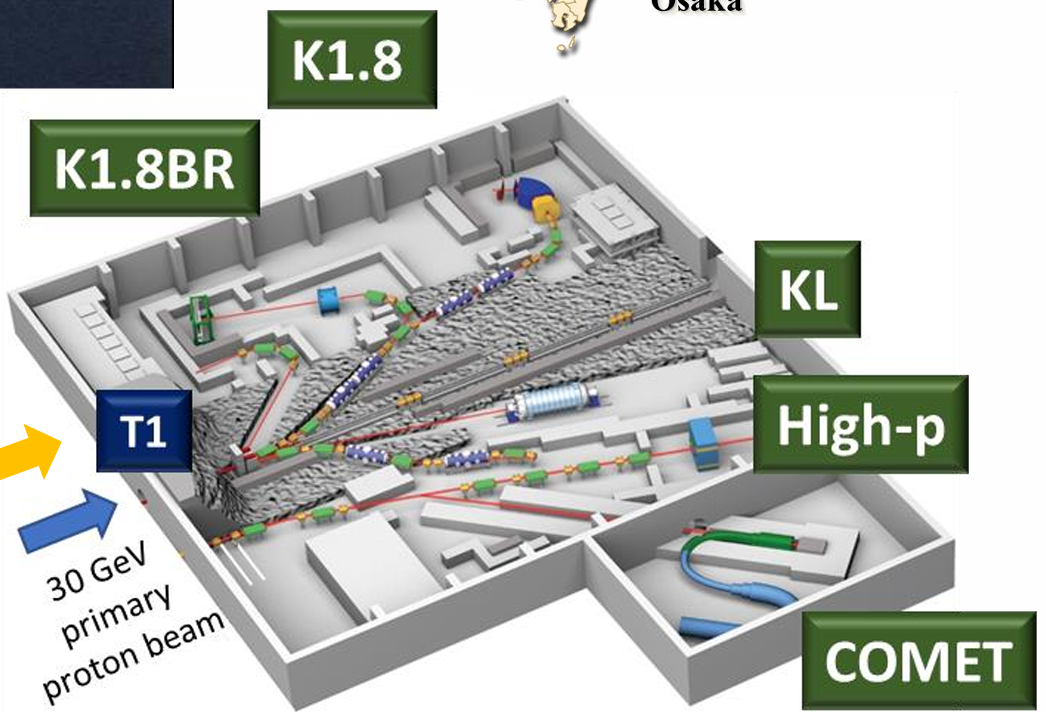 Osaka
K1.8
K1.8BR
KL
High-p
T1
30 GeV
primary
proton beam
COMET